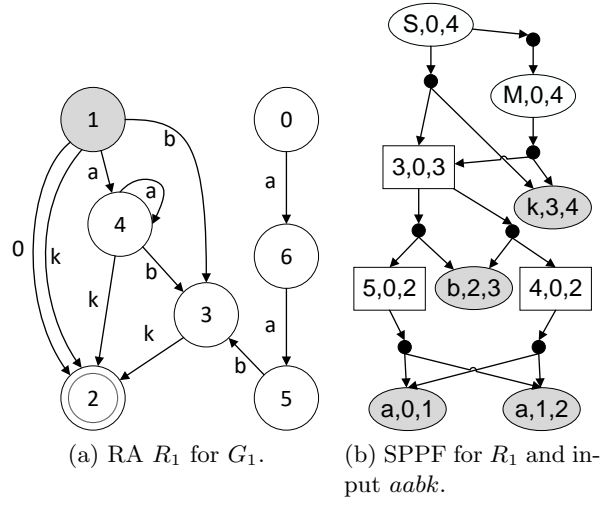 S,0,4
M,0,4
3,0,3
k,3,4
5,0,2
b,2,3
4,0,2
a,0,1
a,1,2
1
0
b
a
a
a
4
6
0
k
b
k
3
a
k
b
2
5
(a) RA R1 for G1.
(b) SPPF for R1 and in-
put aabk.